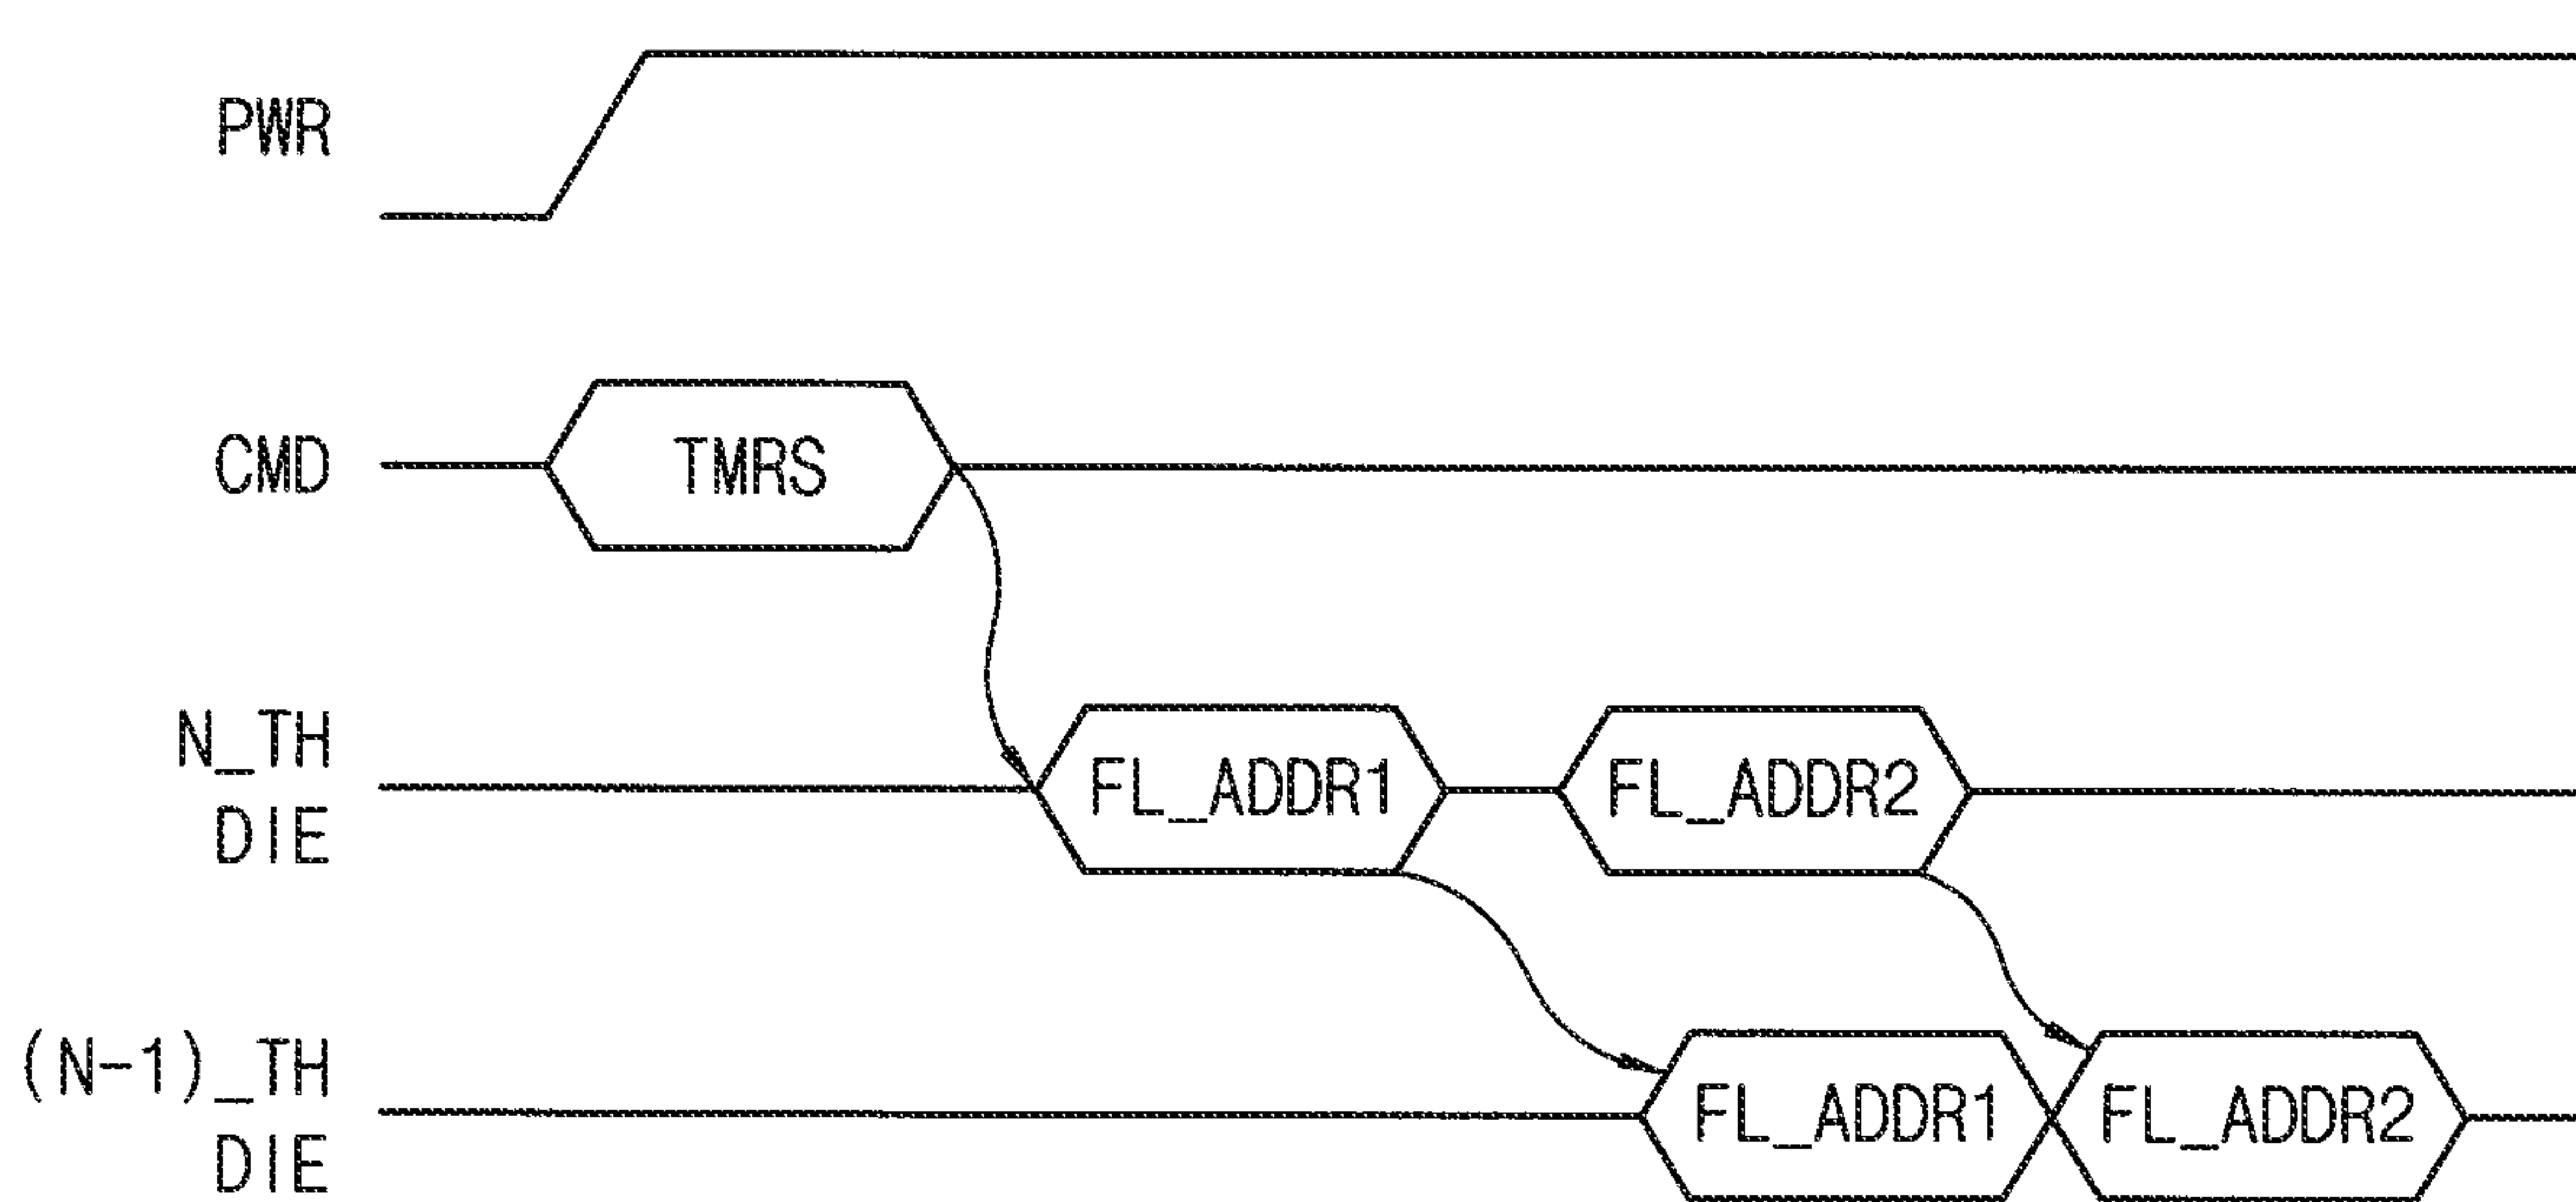 PWR
CMD
TMRS
N_TH
DIE
FL_ADDR1
FL_ADDR2
(N-1)_TH
DIE
FL_ADDR1
FL_ADDR2